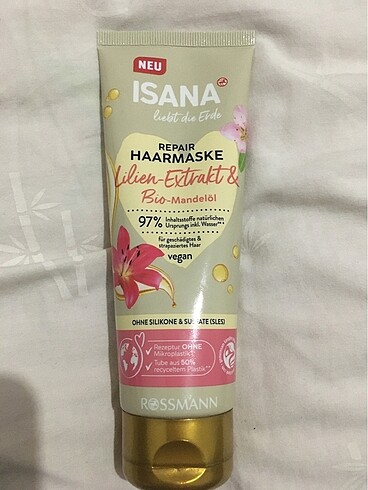 NEU
ISANA
liebt die Erde
REPAIR
HAARMASKE
Lilien-Extrakt &
Bio-Mandelöl
97% Inhaltsstoffe natürlichen
Ursprungs inkl. Wasser**
für geschädigtes &
strapaziertes Haar
vegan
OHNE SILIKONE & SULFATE (SLES)
Rezeptur OHNE
Mikroplastik*
Tube aus 50%
recyceltem Plastik**
ROSSMANN